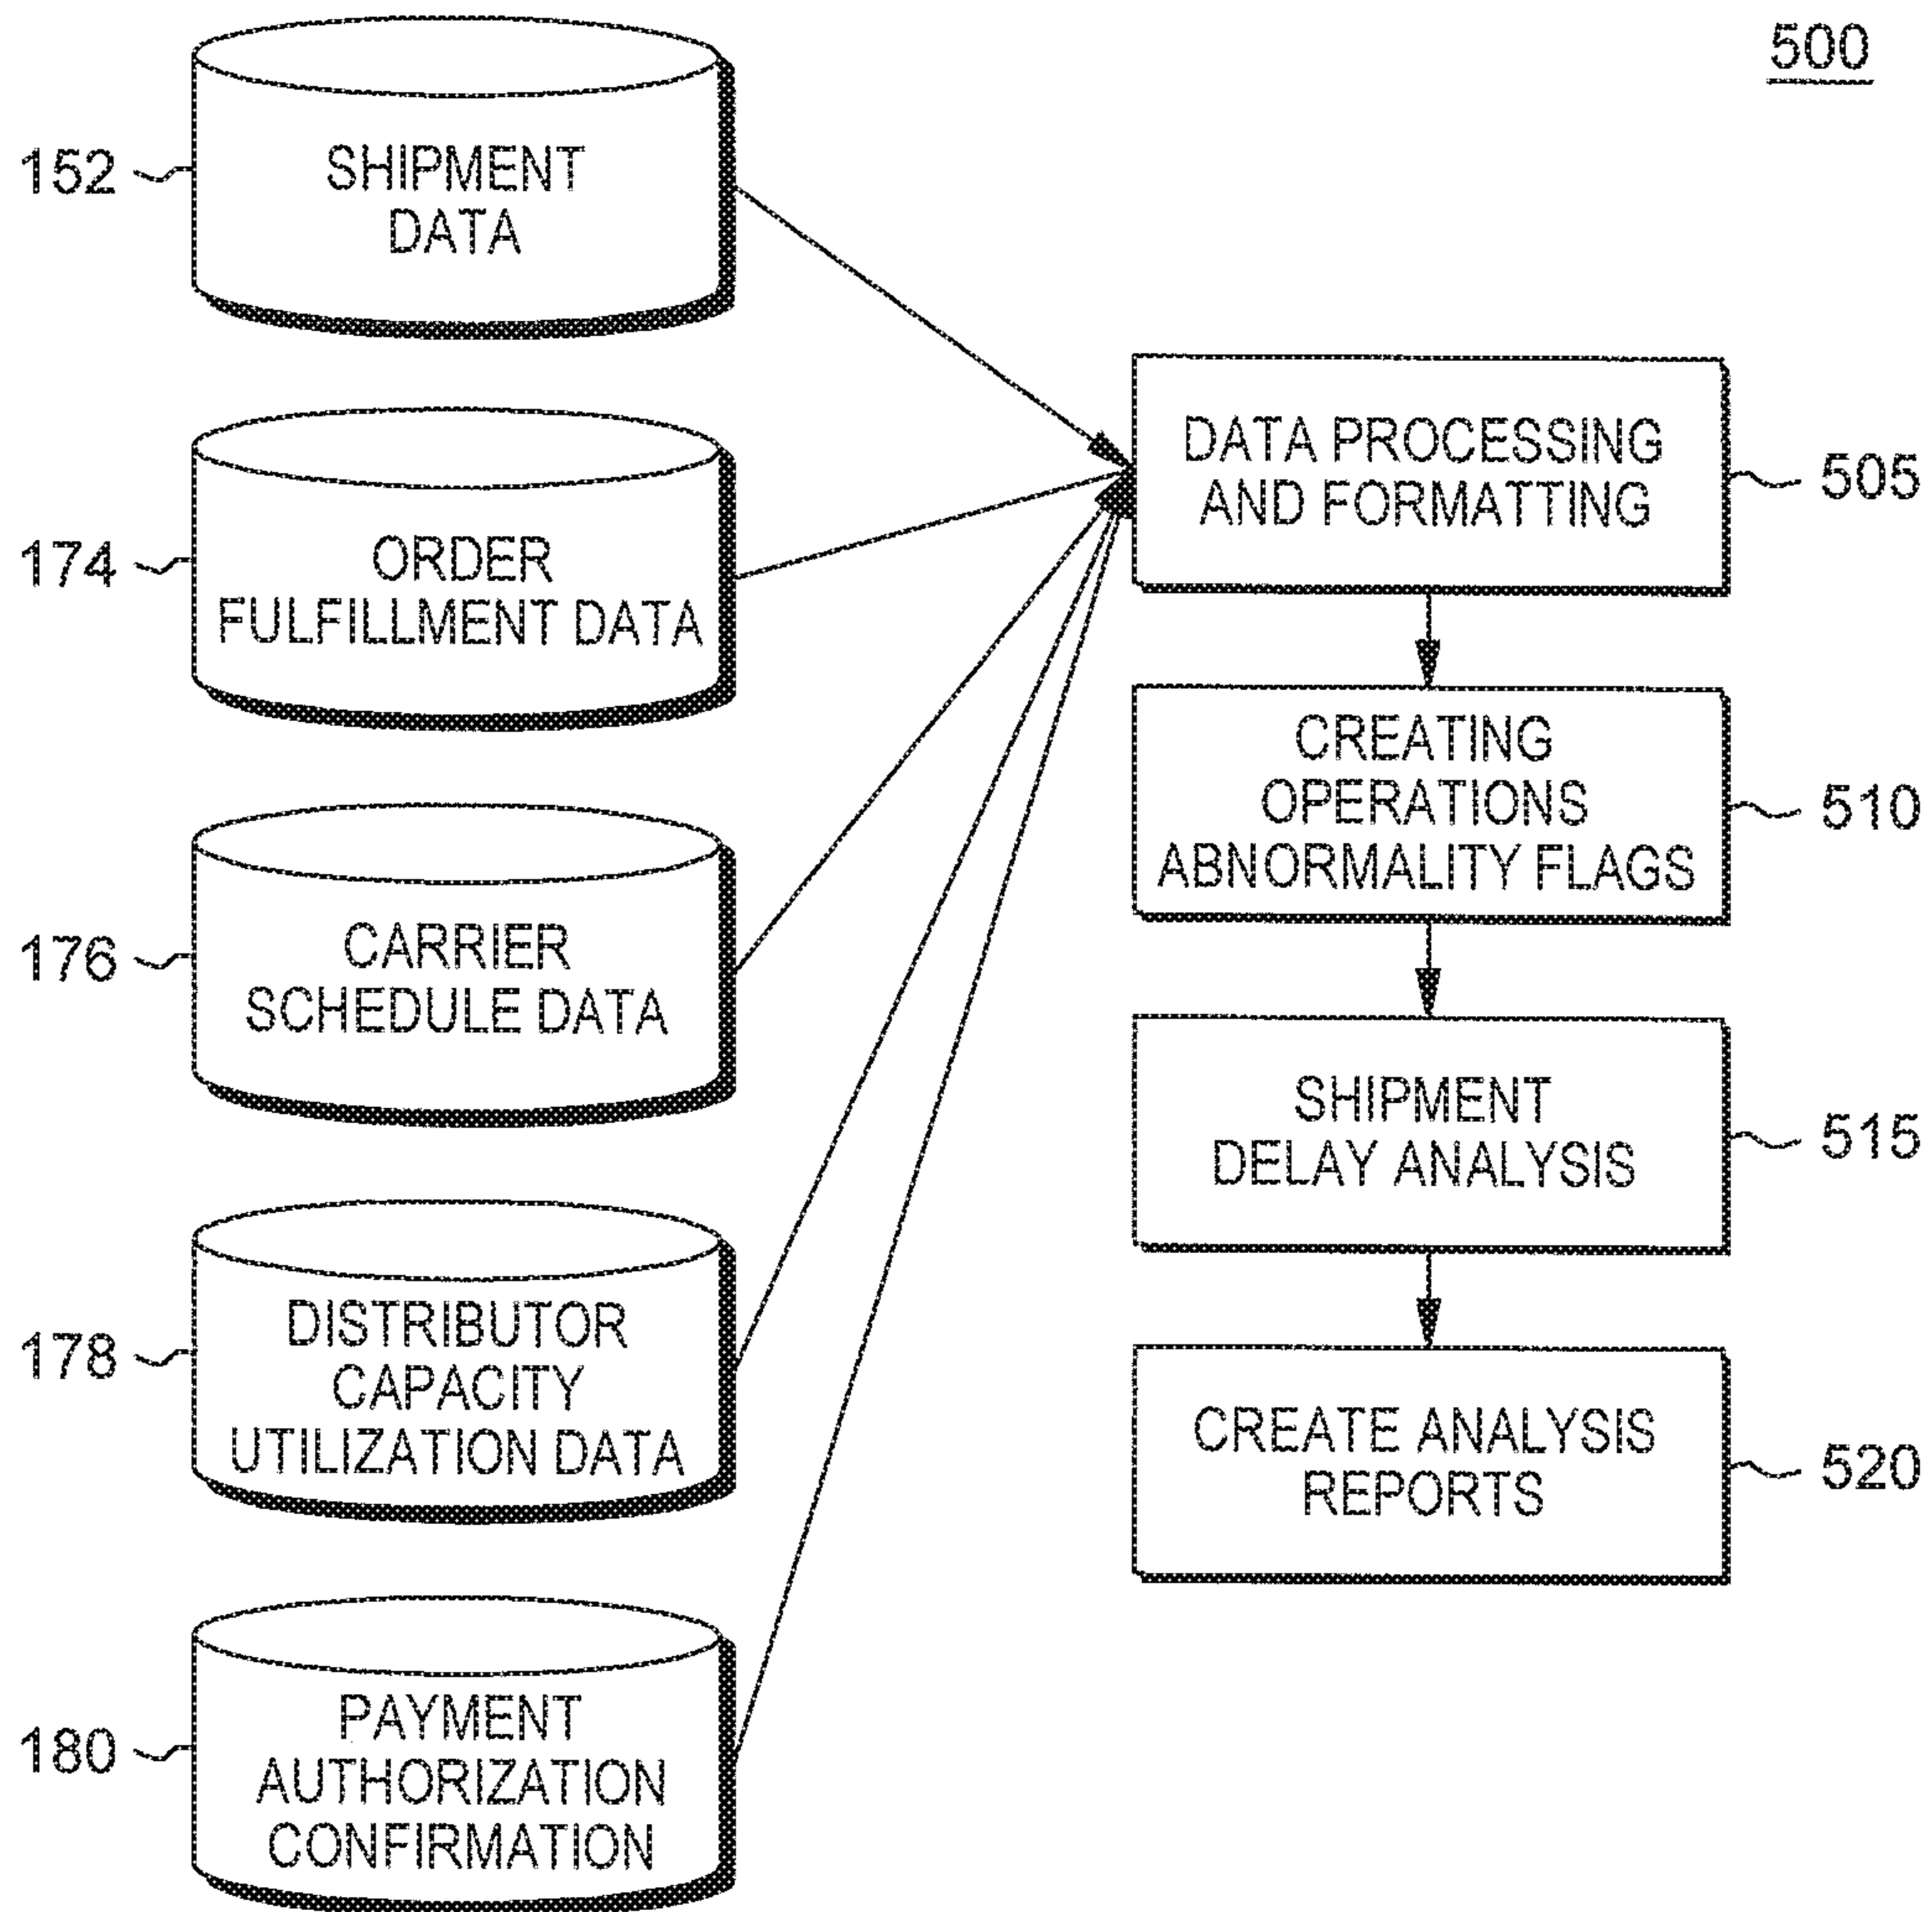 500
152
SHIPMENT
DATA
174
ORDER
FULFILLMENT DATA
176
CARRIER
SCHEDULE DATA
178
DISTRIBUTOR
CAPACITY
UTILIZATION DATA
180
PAYMENT
AUTHORIZATION
CONFIRMATION
DATA PROCESSING
AND FORMATTING
505
CREATING
OPERATIONS
ABNORMALITY FLAGS
510
SHIPMENT
DELAY ANALYSIS
515
CREATE ANALYSIS
REPORTS
520